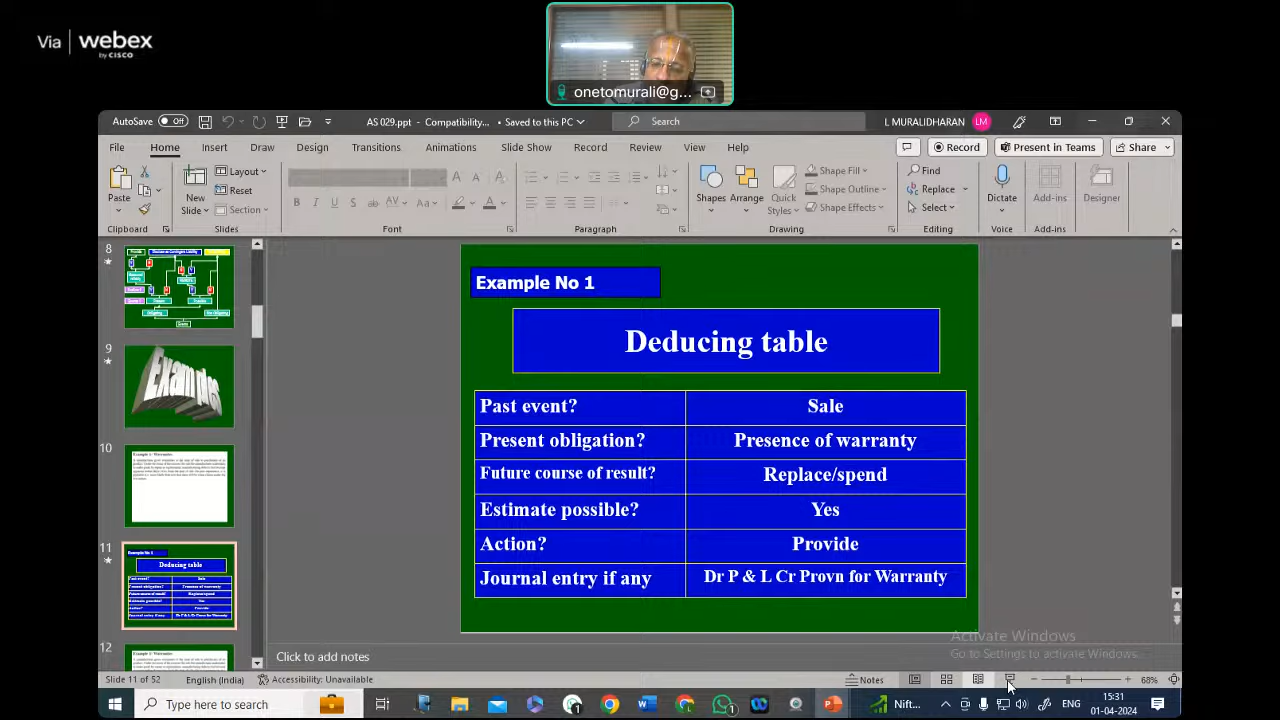 Via | webex
by CISCO
onetomurali@g...
AutoSave Off AS 029.ppt - Compatibility... - Saved to this PC Search L MURALIDHARAN LM
File Home Insert Draw Design Transitions Animations Slide Show Record Review View Help Record Present in Teams Share
Paste New Slide Layout Reset Section Shapes Arrange Quick Styles Shape Fill Shape Outline Shape Effects Find Replace Select Dictate Add-ins Designer
Clipboard Slides Font Paragraph Drawing Editing Voice Add-ins
8
9
Examples
10
11
Example No 1
Deducing table
12
Example No 1
Deducing table
Past event? Sale
Present obligation? Presence of warranty
Future course of result? Replace/spend
Estimate possible? Yes
Action? Provide
Journal entry if any Dr P & L Cr Provn for Warranty
Activate Windows
Go to Settings to activate Windows.
Click to add notes
Slide 11 of 52 English (India) Accessibility: Unavailable Notes 68%
Type here to search Nift... ENG 15:31
01-04-2024